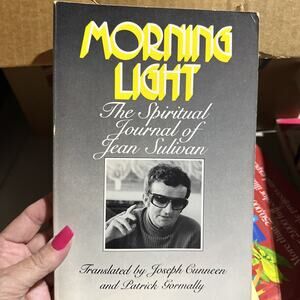 MORNING
LIGHT
The Spiritual
Journal of
Jean Sulivan
Translated by Joseph Cunneen
and Patrick Gormally